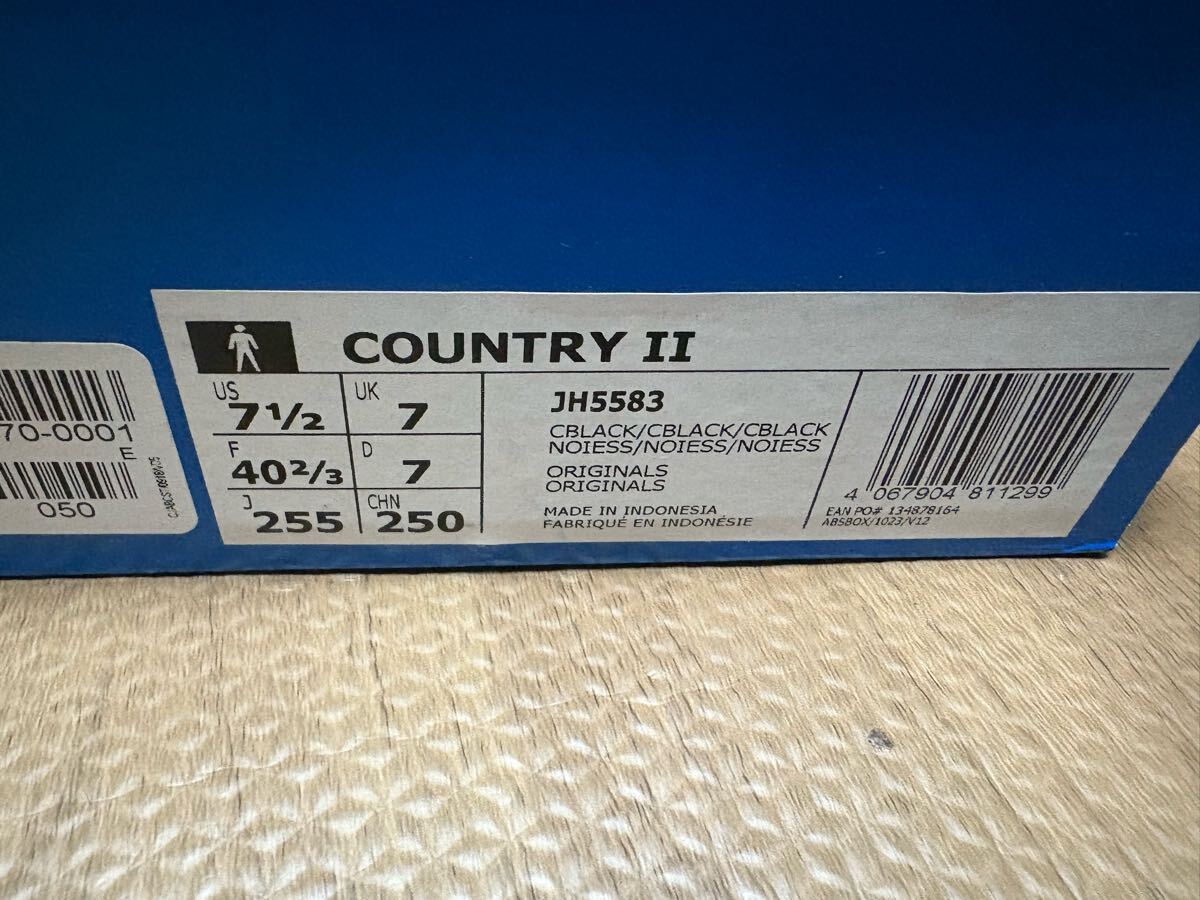 COUNTRY II
US 7½ UK 7
F 40⅔ D 7
J 255 CHN 250
JH5583
CBLACK/CBLACK/CBLACK
NOIESS/NOIESS/NOIESS
ORIGINALS
ORIGINALS
MADE IN INDONESIA
FABRIQUÉ EN INDONÉSIE
4 067904 811299
EAN PO# 134878164
ABSBOX/1023/V12
70-0001
E
050